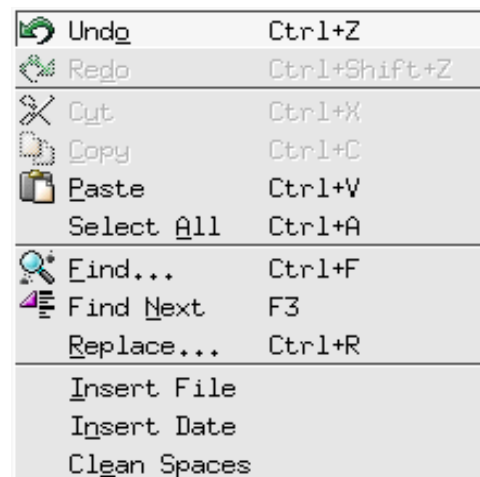 Undo Ctrl+Z
Redo Ctrl+Shift+Z
Cut Ctrl+X
Copy Ctrl+C
Paste Ctrl+V
Select All Ctrl+A
Find... Ctrl+F
Find Next F3
Replace... Ctrl+R
Insert File
Insert Date
Clean Spaces